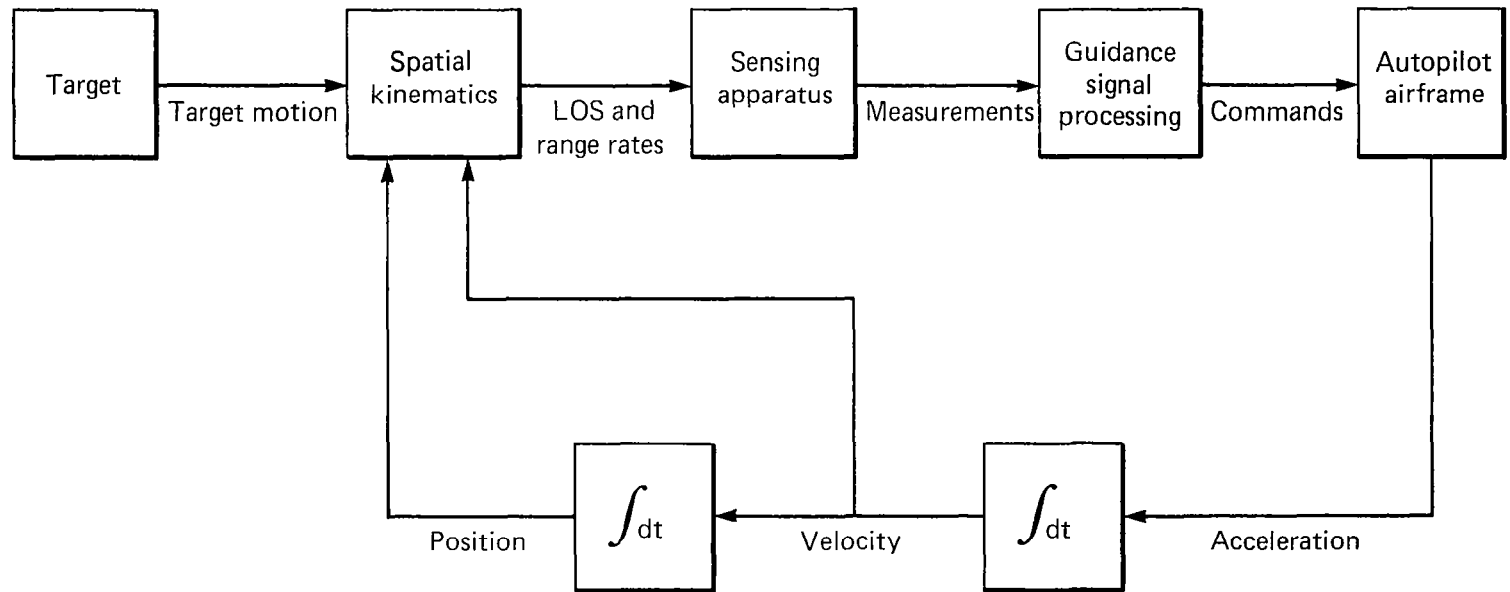 Target
Target motion
Spatial
kinematics
LOS and
range rates
Sensing
apparatus
Measurements
Guidance
signal
processing
Commands
Autopilot
airframe
Position
∫dt
Velocity
∫dt
Acceleration